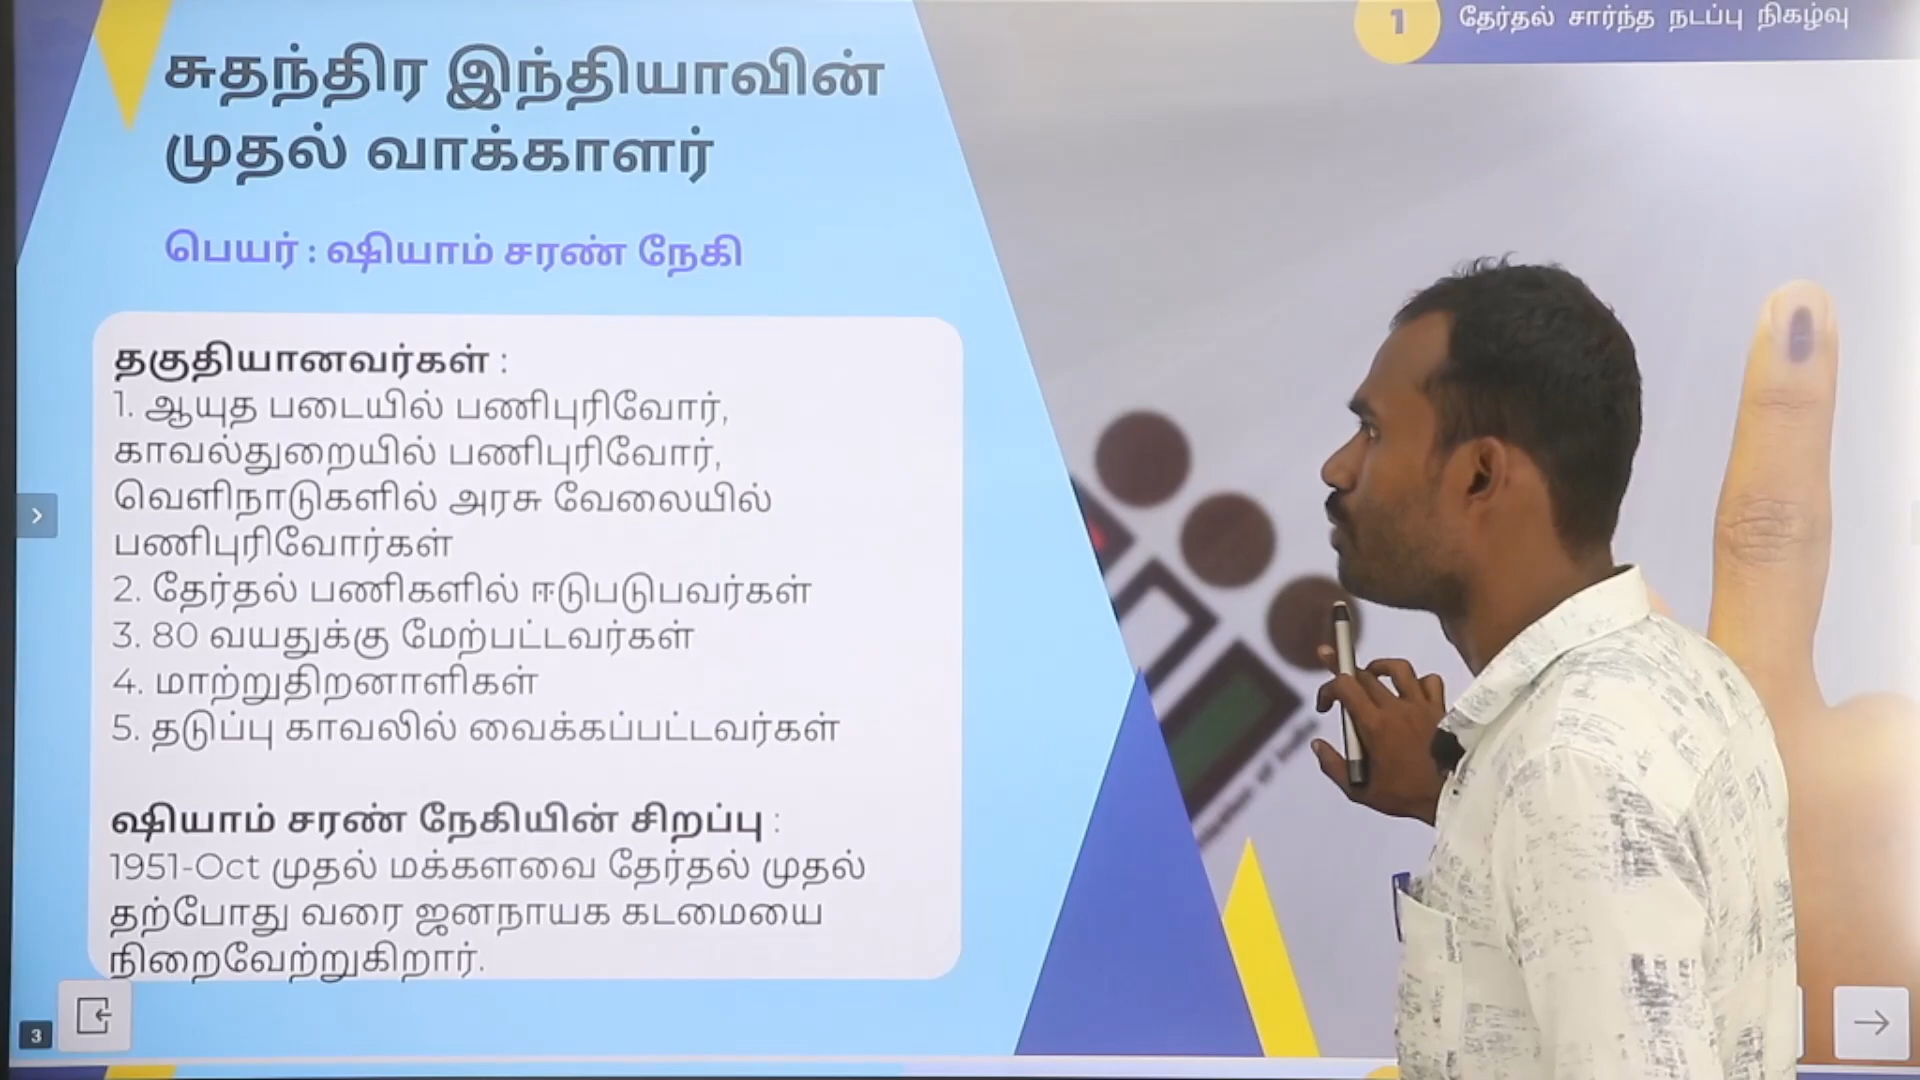 1 தேர்தல் சார்ந்த நடப்பு நிகழ்வு
சுதந்திர இந்தியாவின்
முதல் வாக்காளர்
பெயர் : ஷியாம் சரண் நேகி
தகுதியானவர்கள் :
1. ஆயுத படையில் பணிபுரிவோர்,
காவல்துறையில் பணிபுரிவோர்,
வெளிநாடுகளில் அரசு வேலையில்
பணிபுரிவோர்கள்
2. தேர்தல் பணிகளில் ஈடுபடுபவர்கள்
3. 80 வயதுக்கு மேற்பட்டவர்கள்
4. மாற்றுதிறனாளிகள்
5. தடுப்பு காவலில் வைக்கப்பட்டவர்கள்
ஷியாம் சரண் நேகியின் சிறப்பு :
1951-Oct முதல் மக்களவை தேர்தல் முதல்
தற்போது வரை ஜனநாயக கடமையை
நிறைவேற்றுகிறார்.
3